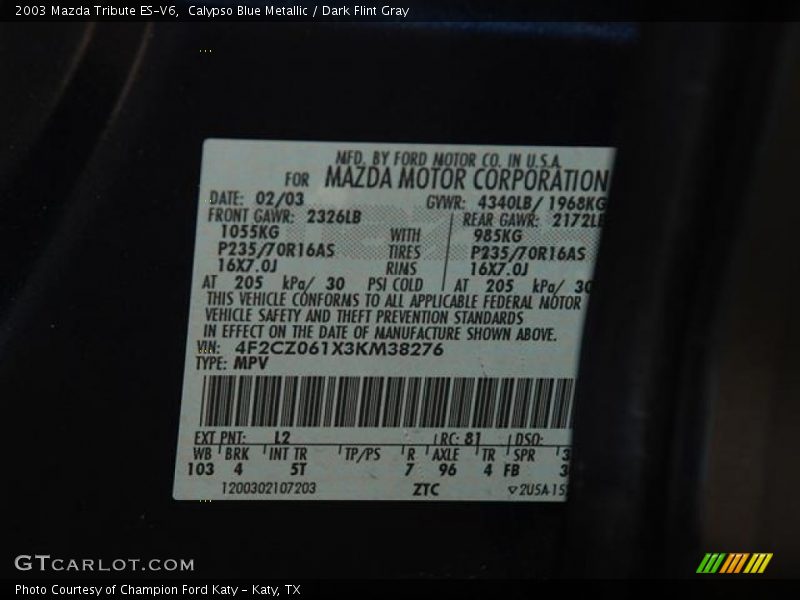 2003 Mazda Tribute ES-V6,  Calypso Blue Metallic / Dark Flint Gray
MFD. BY FORD MOTOR CO. IN U.S.A.
FOR MAZDA MOTOR CORPORATION
DATE: 02/03 GVWR: 4340LB/ 1968KG
FRONT GAWR: 2326LB REAR GAWR: 2172LB
1055KG WITH 985KG
P235/70R16AS TIRES P235/70R16AS
16X7.0J RIMS 16X7.0J
AT 205 kPa/ 30 PSI COLD AT 205 kPa/ 30
THIS VEHICLE CONFORMS TO ALL APPLICABLE FEDERAL MOTOR
VEHICLE SAFETY AND THEFT PREVENTION STANDARDS
IN EFFECT ON THE DATE OF MANUFACTURE SHOWN ABOVE.
VIN: 4F2CZ061X3KM38276
TYPE: MPV
EXT PNT: L2 RC: 81 DSO:
WB BRK INT TR TP/PS R AXLE TR SPR
103 4 5T 7 96 4 FB
1200302107203 ZTC
GTCARLOT.COM
Photo Courtesy of Champion Ford Katy - Katy, TX